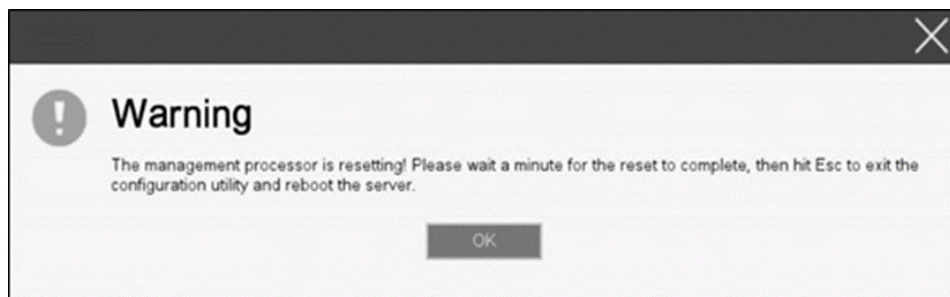 Warning
The management processor is resetting! Please wait a minute for the reset to complete, then hit Esc to exit the
configuration utility and reboot the server.
OK